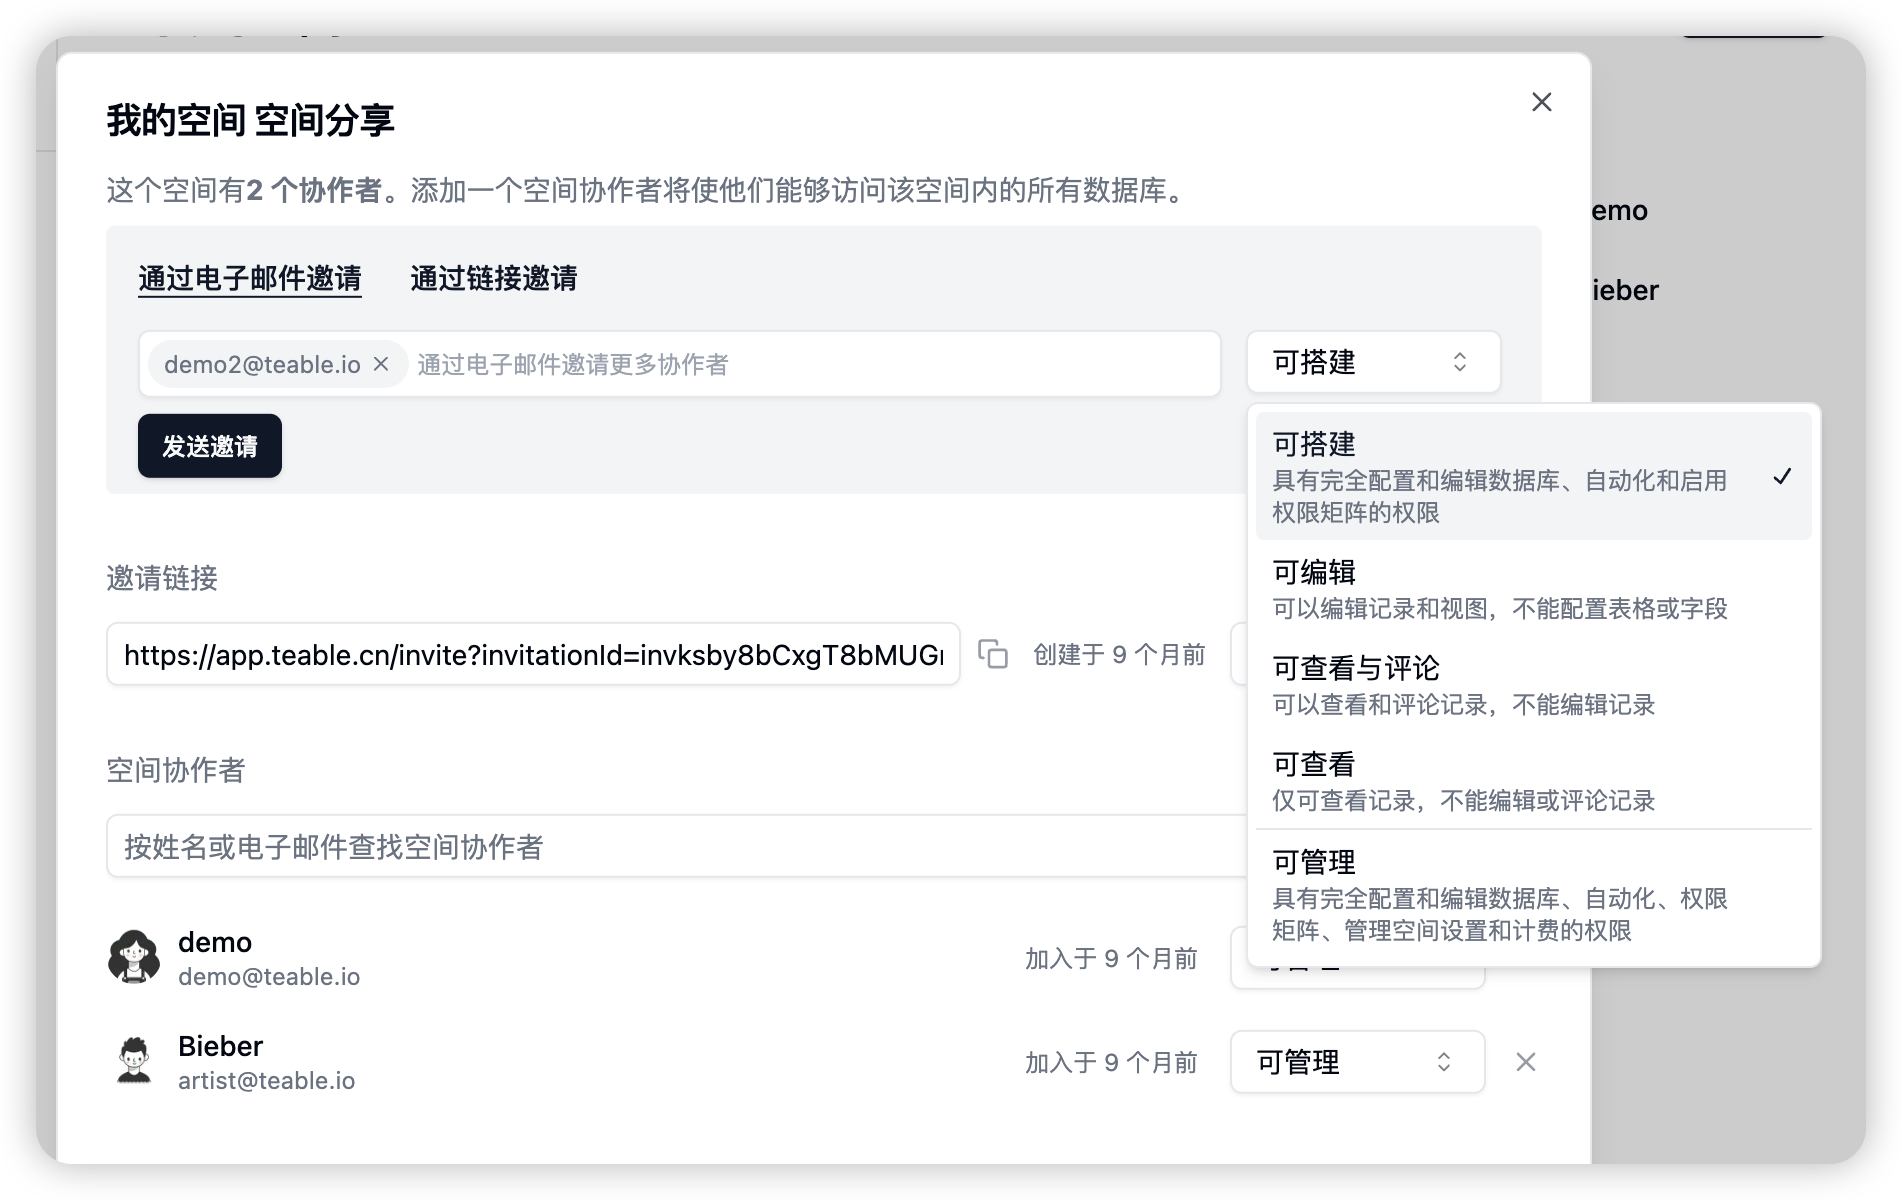 我的空间 空间分享
这个空间有2 个协作者。添加一个空间协作者将使他们能够访问该空间内的所有数据库。
emo
ieber
通过电子邮件邀请 通过链接邀请
demo2@teable.io 通过电子邮件邀请更多协作者 可搭建
发送邀请
可搭建
具有完全配置和编辑数据库、自动化和启用
权限矩阵的权限
可编辑
可以编辑记录和视图，不能配置表格或字段
可查看与评论
可以查看和评论记录，不能编辑记录
可查看
仅可查看记录，不能编辑或评论记录
可管理
具有完全配置和编辑数据库、自动化、权限
矩阵、管理空间设置和计费的权限
邀请链接
https://app.teable.cn/invite?invitationId=invksby8bCxgT8bMUG 创建于 9 个月前
空间协作者
按姓名或电子邮件查找空间协作者
demo
demo@teable.io
加入于 9 个月前
Bieber
artist@teable.io
加入于 9 个月前 可管理